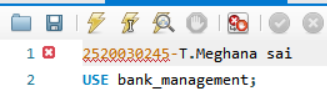 1 2520030245-T.Meghana sai
2 USE bank_management;